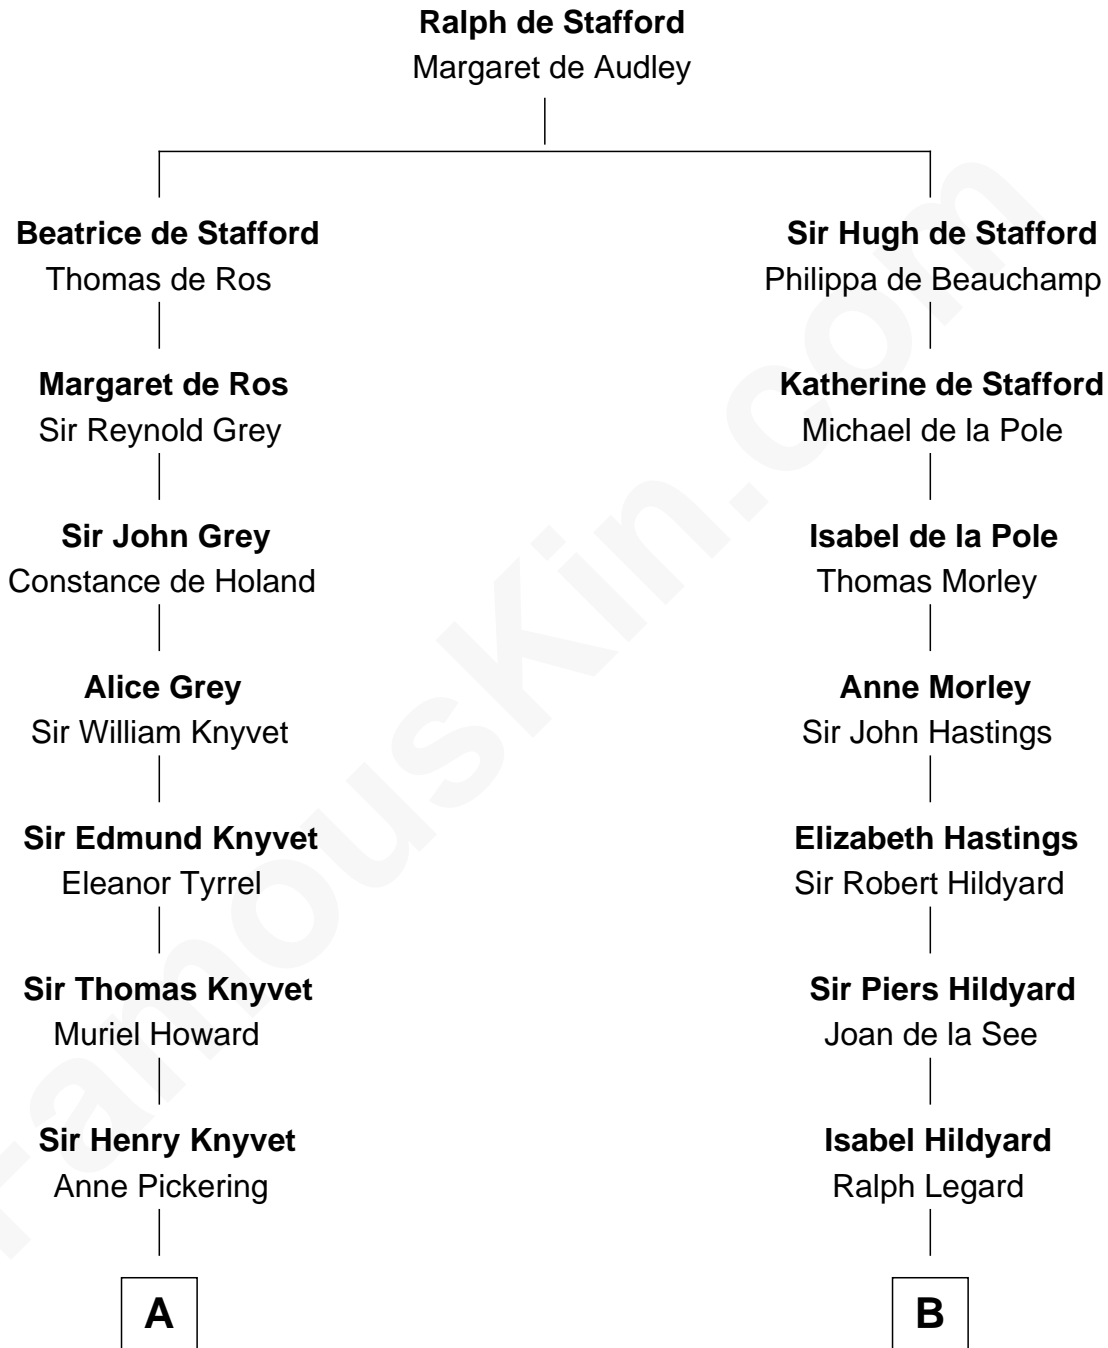 Ralph de Stafford
Margaret de Audley
Beatrice de Stafford
Thomas de Ros
Margaret de Ros
Sir Reynold Grey
Sir John Grey
Constance de Holand
Alice Grey
Sir William Knyvet
Sir Edmund Knyvet
Eleanor Tyrrel
Sir Thomas Knyvet
Muriel Howard
Sir Henry Knyvet
Anne Pickering
A
Sir Hugh de Stafford
Philippa de Beauchamp
Katherine de Stafford
Michael de la Pole
Isabel de la Pole
Thomas Morley
Anne Morley
Sir John Hastings
Elizabeth Hastings
Sir Robert Hildyard
Sir Piers Hildyard
Joan de la See
Isabel Hildyard
Ralph Legard
B
FamousKin.com